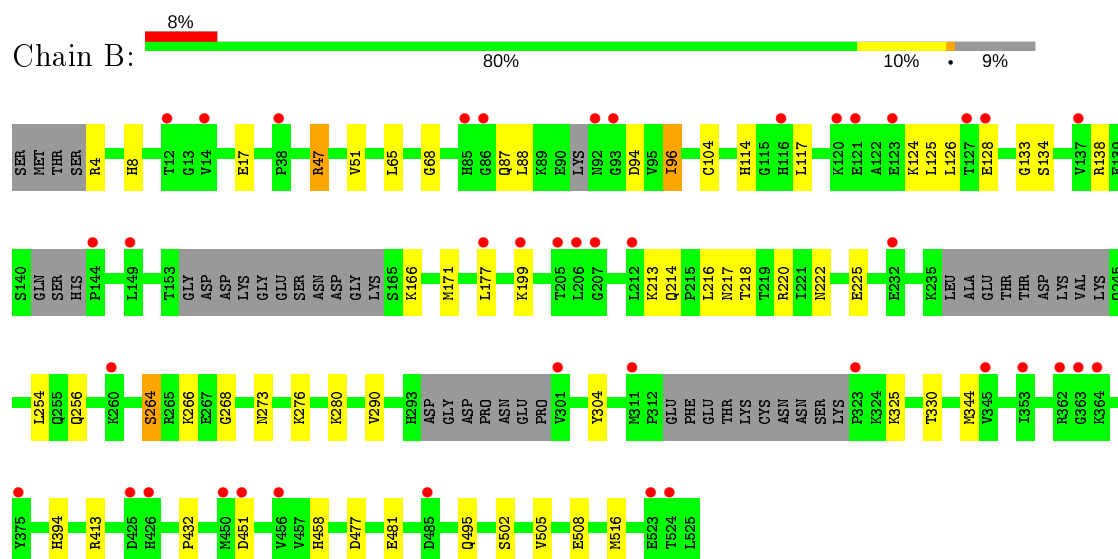 8%
Chain B:
80%
10%
9%
SER MET THR SER R4 H8 T12 G13 V14 E17 P38 R47 V51 L65 G68 H85 G86 Q87 L88 K89 E90 LYS N92 G93 D94 V95 I96 C104 H114 G115 H116 L117 K120 E121 A122 E123 K124 L125 L126 T127 E128 G133 S134 V137 R138 E139
S140 GLN SER HIS P144 L149 T153 GLY ASP ASP LYS GLY GLU SER ASN ASP GLY LYS S165 K166 M171 L177 K199 T205 L206 G207 L212 K213 Q214 P215 L216 N217 T218 T219 R220 I221 N222 E225 E232 K235 LEU ALA GLU THR THR ASP LYS VAL LYS Q245
L254 Q255 Q256 K260 S264 R265 K266 E267 G268 N273 K276 K280 V290 H293 ASP GLY ASP PRO ASN GLU PRO V301 Y304 M311 P312 GLU PHE GLU THR LYS CYS ASN ASN SER LYS P323 K324 K325 T330 M344 V345 I353 R362 G363 K364
Y375 H394 R413 D425 H426 P432 M450 D451 V456 V457 H458 D477 E481 D485 Q495 S502 V505 E508 M516 E523 T524 L525